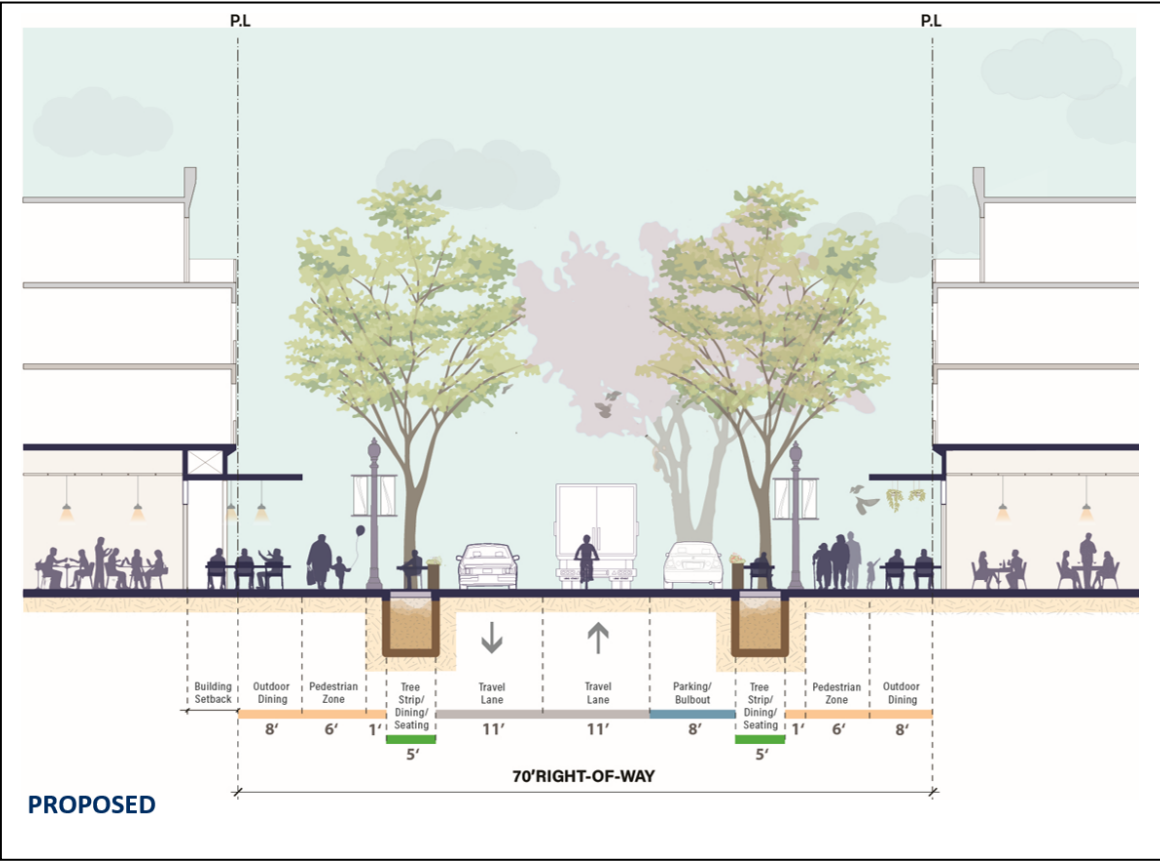 P.L
P.L
Building
Setback
Outdoor
Dining
Pedestrian
Zone
Tree
Strip/
Dining/
Seating
Travel
Lane
Travel
Lane
Parking/
Bulbout
Tree
Strip/
Dining/
Seating
Pedestrian
Zone
Outdoor
Dining
8‘
6‘
1‘
5‘
11’
11’
8‘
5‘
1‘
6‘
8‘
70’RIGHT-OF-WAY
PROPOSED